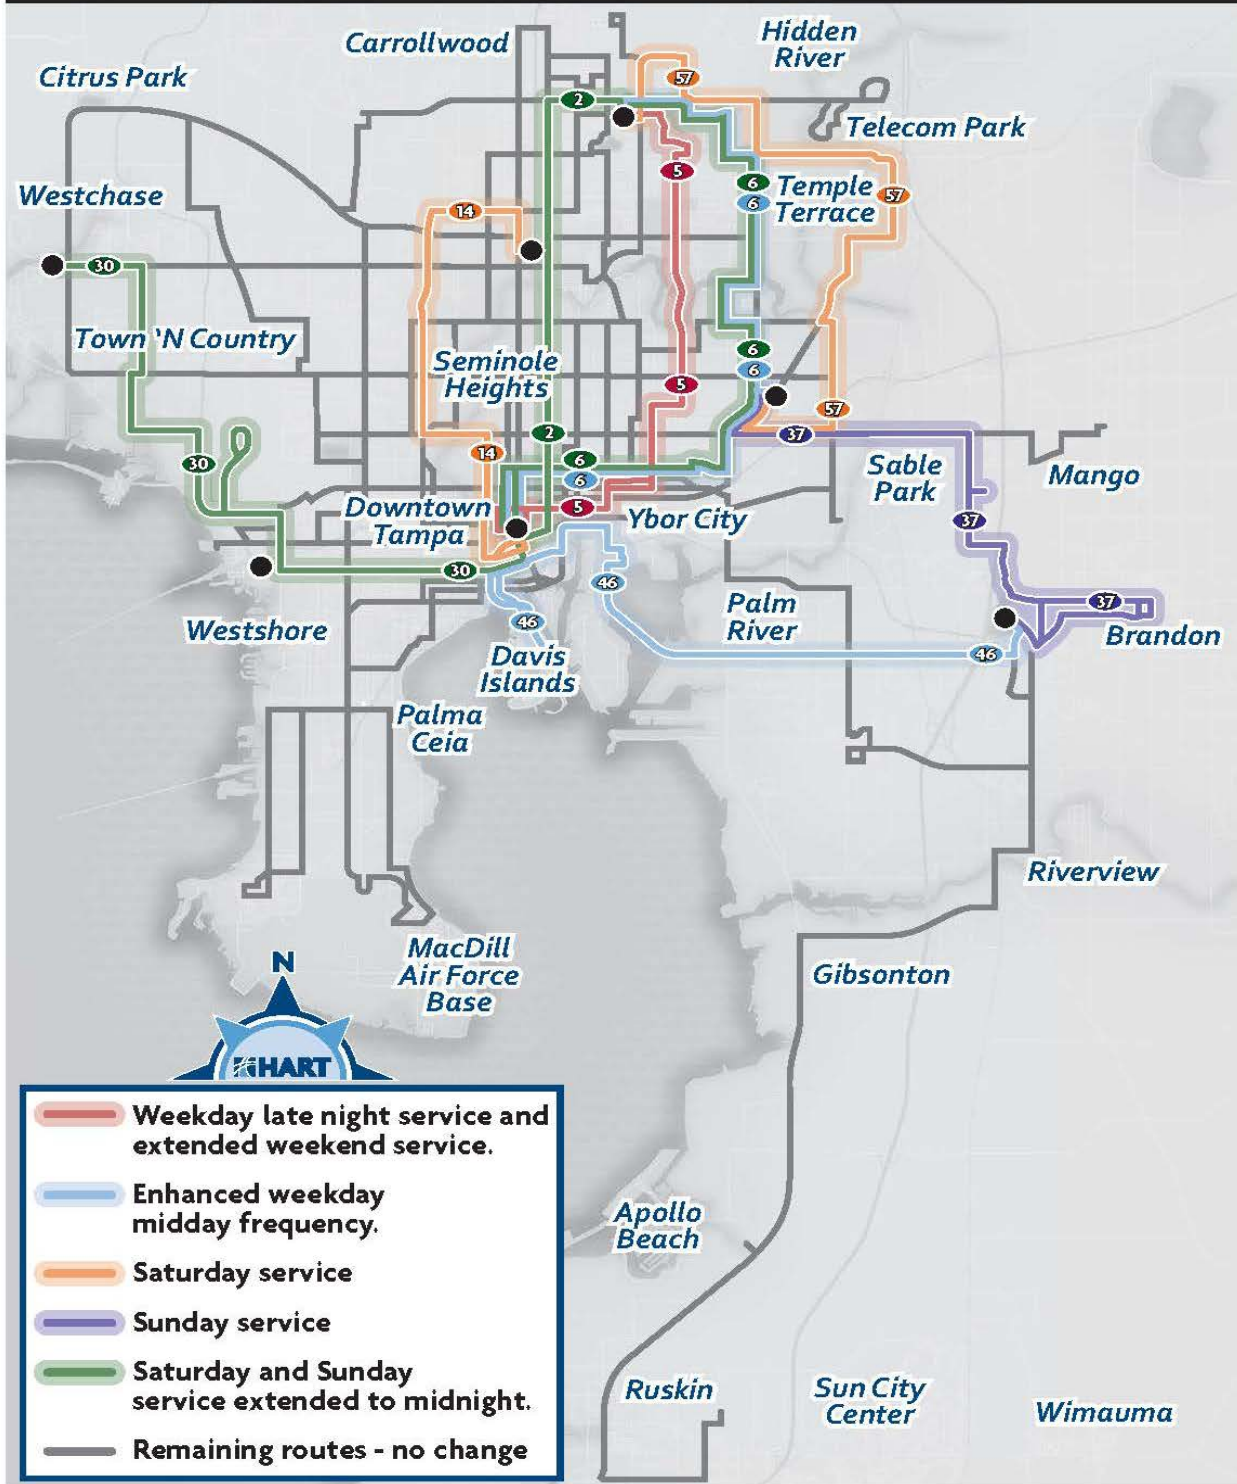 Hidden
River
Carrollwood
Citrus Park
57
2
Telecom Park
5
6
Temple
Terrace
57
Westchase
6
14
30
Town 'N Country
6
Seminole
Heights
6
5
57
2
37
14
6
30
Sable
Park
Mango
6
Downtown
Tampa
5
Ybor City
37
30
46
Palm
River
37
Westshore
46
Brandon
46
Davis
Islands
Palma
Ceia
Riverview
MacDill
Air Force
Base
N
Gibsonton
HART
Weekday late night service and
extended weekend service.
Enhanced weekday
midday frequency.
Saturday service
Sunday service
Saturday and Sunday
service extended to midnight.
Remaining routes - no change
Apollo
Beach
Ruskin
Sun City
Center
Wimauma